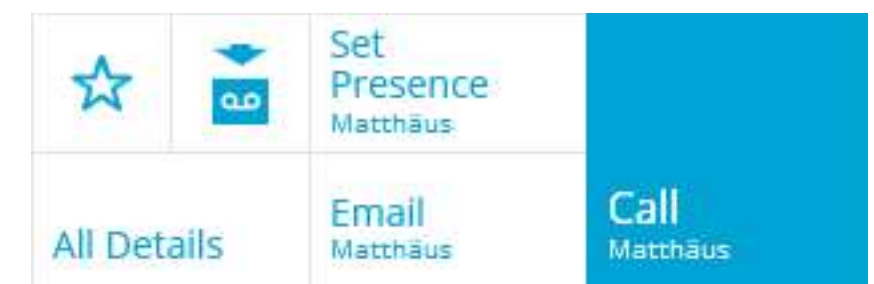 Set
Presence
Matthäus
All Details
Email
Matthäus
Call
Matthäus